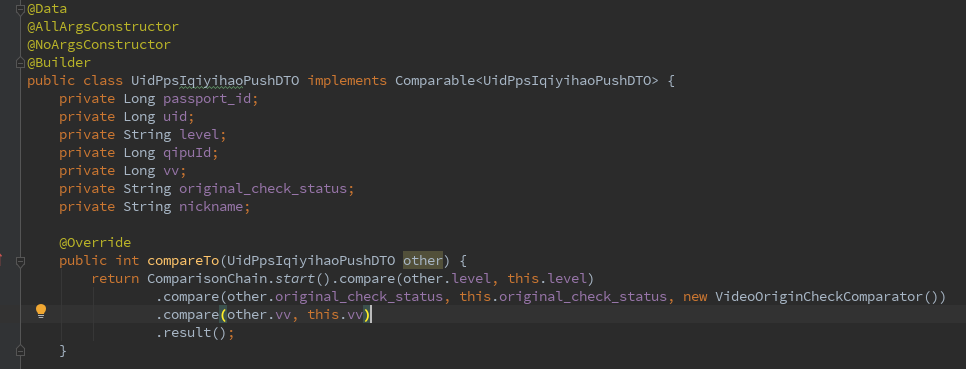 @Data
@AllArgsConstructor
@NoArgsConstructor
@Builder
public class UidPpsIqiyihaoPushDTO implements Comparable<UidPpsIqiyihaoPushDTO> {
    private Long passport_id;
    private Long uid;
    private String level;
    private Long qipuId;
    private Long vv;
    private String original_check_status;
    private String nickname;

    @Override
    public int compareTo(UidPpsIqiyihaoPushDTO other) {
        return ComparisonChain.start().compare(other.level, this.level)
                .compare(other.original_check_status, this.original_check_status, new VideoOriginCheckComparator())
                .compare(other.vv, this.vv)
                .result();
    }